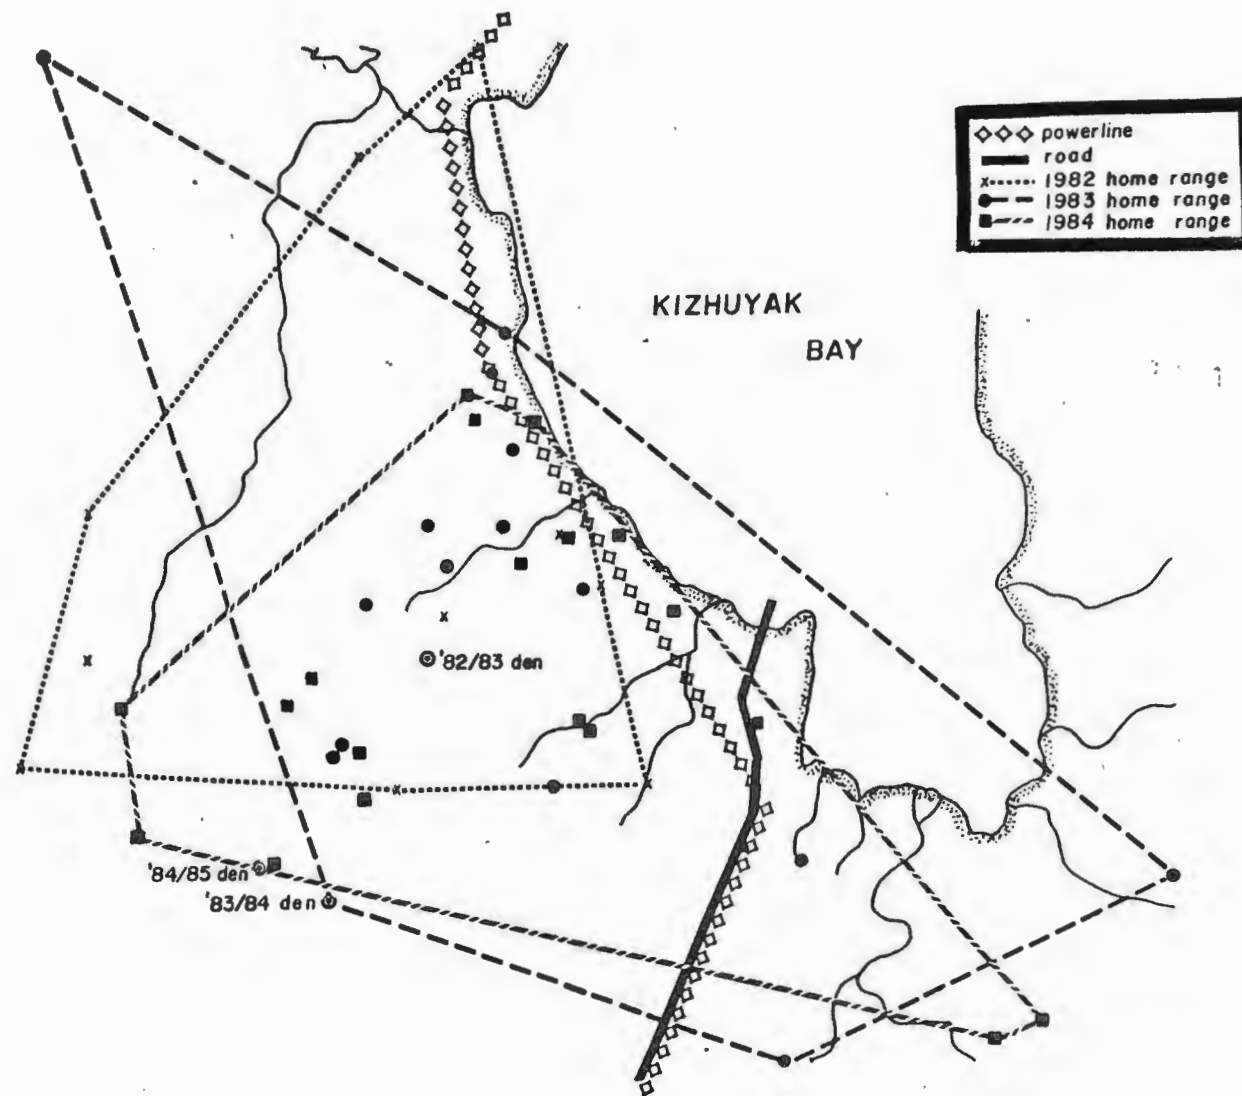 powerline
road
1982 home range
1983 home range
1984 home range
KIZHUYAK
BAY
'82/83 den
'84/85 den
'83/84 den